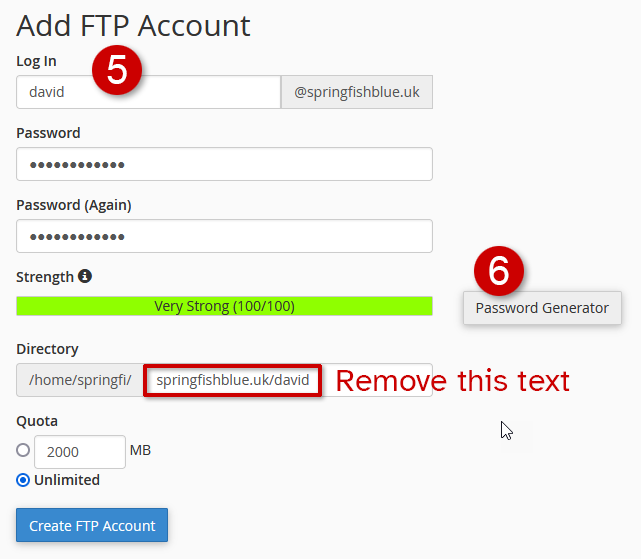 Add FTP Account
Log In
5
david @springfishblue.uk
Password
••••••••••••
Password (Again)
••••••••••••
Strength
6
Very Strong (100/100) Password Generator
Directory
/home/springfi/ springfishblue.uk/david Remove this text
Quota
2000 MB
Unlimited
Create FTP Account